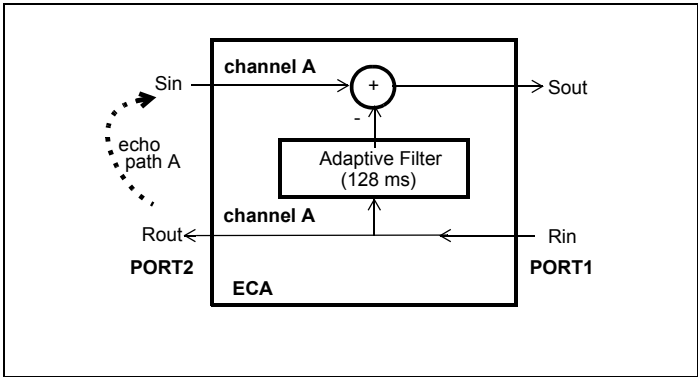 channel A
Sin
+
Sout
-
echo
path A
Adaptive Filter
(128 ms)
channel A
Rout
Rin
PORT2
PORT1
ECA